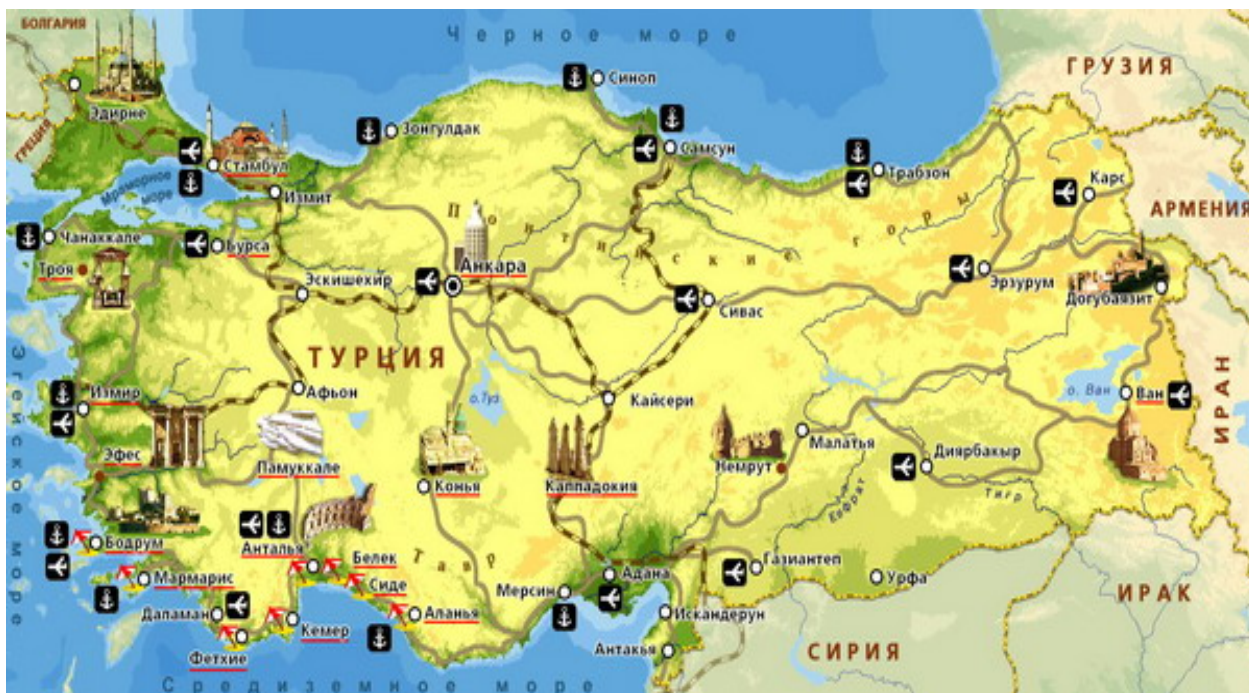 БОЛГАРИЯ
Черное море
ГРУЗИЯ
Синоп
Эдирне
ГРЕЦИЯ
Зонгулдак
Стамбул
Самсун
Трабзон
Карс
Мраморное море
Измит
АРМЕНИЯ
Понтийские горы
Чанаккале
Бурса
Троя
Анкара
Эскишехир
Эрзурум
Догубаязит
Сивас
ТУРЦИЯ
Эгейское море
Измир
Афьон
о.Туз
Кайсери
о. Ван
Ван
ИРАН
Эфес
Памуккале
Конья
Каппадокия
Немрут
Малатья
Диярбакыр
Тигр
Евфрат
Бодрум
Анталья
Белек
Тавр
Газиантеп
Мармарис
Сиде
Мерсин
Адана
Урфа
ИРАК
Даламан
Кемер
Аланья
Искандерун
Фетхие
Антакья
СИРИЯ
Средиземное море